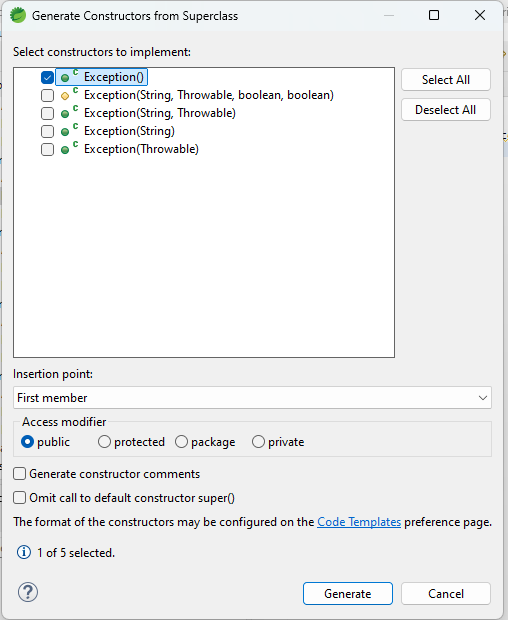 Generate Constructors from Superclass
Select constructors to implement:
Exception()
Exception(String, Throwable, boolean, boolean)
Exception(String, Throwable)
Exception(String)
Exception(Throwable)
Select All
Deselect All
Insertion point:
First member
Access modifier
public protected package private
Generate constructor comments
Omit call to default constructor super()
The format of the constructors may be configured on the Code Templates preference page.
1 of 5 selected.
Generate Cancel